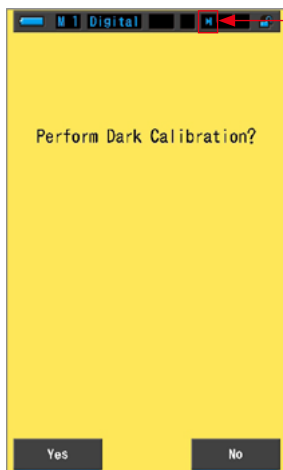 M 1 Digital M
Perform Dark Calibration?
Yes No